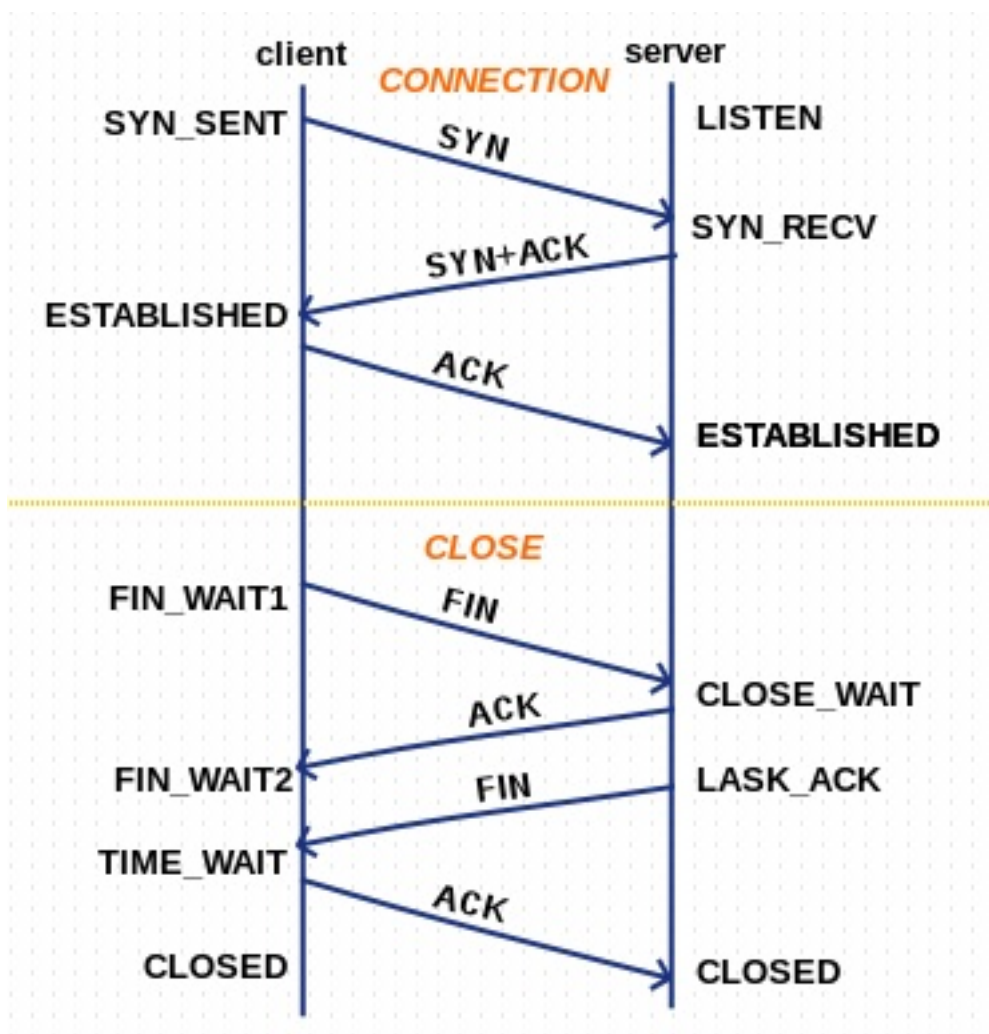 client
server
CONNECTION
SYN_SENT
LISTEN
SYN
SYN_RECV
SYN+ACK
ESTABLISHED
ACK
ESTABLISHED
CLOSE
FIN_WAIT1
FIN
CLOSE_WAIT
ACK
FIN_WAIT2
LASK_ACK
FIN
TIME_WAIT
ACK
CLOSED
CLOSED